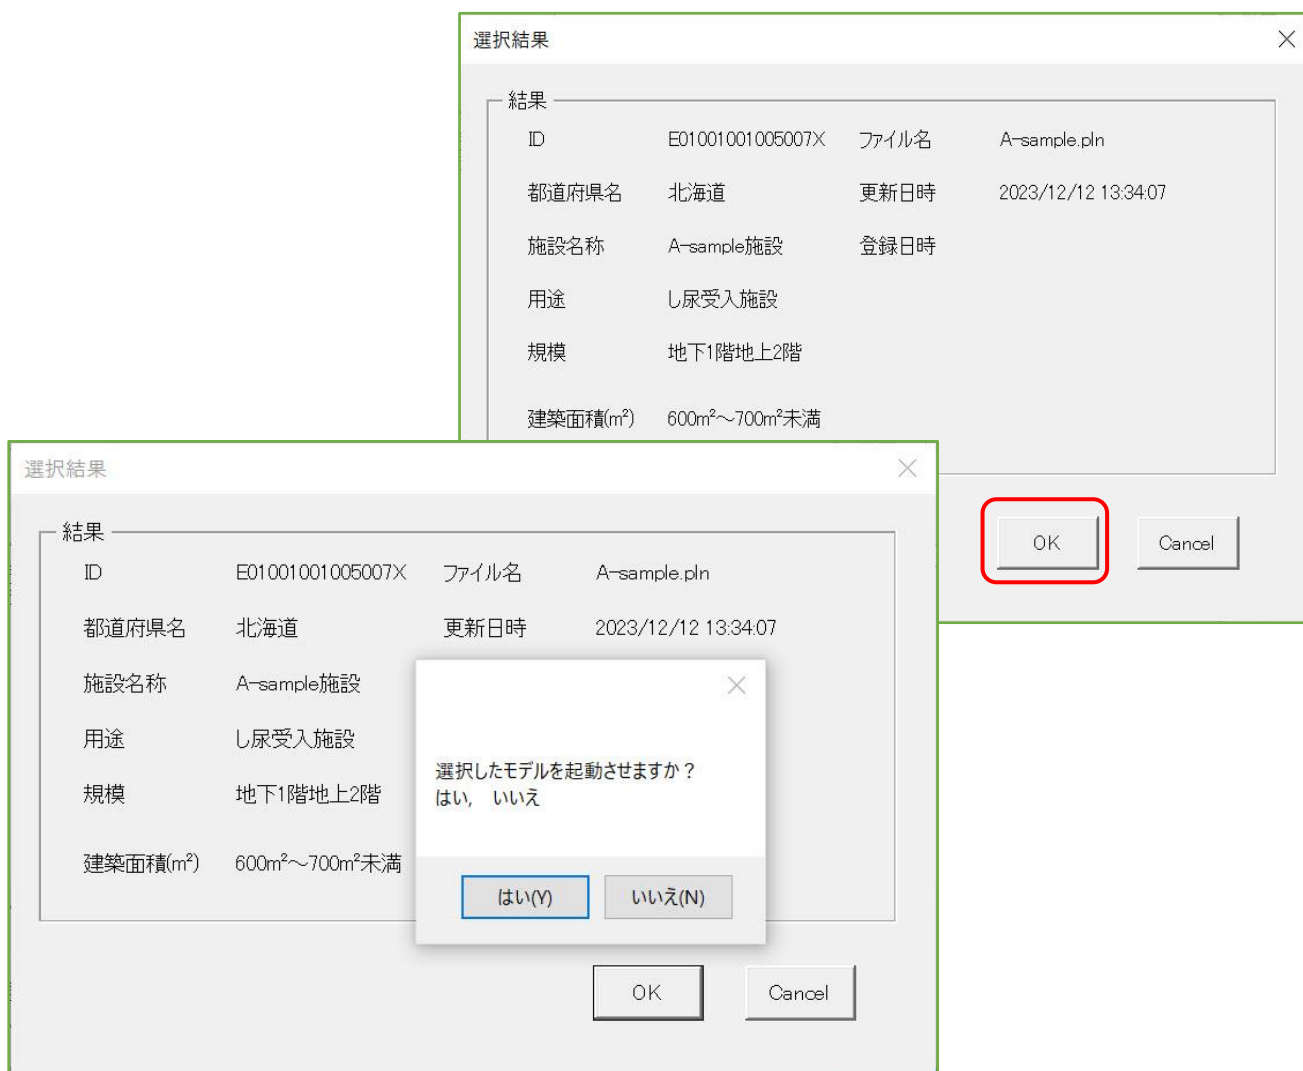 選択結果
結果
ID E01001001005007X ファイル名 A-sample.pln
都道府県名 北海道 更新日時 2023/12/12 13:34:07
施設名称 A-sample施設 登録日時
用途 し尿受入施設
規模 地下1階地上2階
建築面積(m²) 600m²～700m²未満
OK Cancel
選択結果
結果
ID E01001001005007X ファイル名 A-sample.pln
都道府県名 北海道 更新日時 2023/12/12 13:34:07
施設名称 A-sample施設
用途 し尿受入施設
規模 地下1階地上2階
建築面積(m²) 600m²～700m²未満
選択したモデルを起動させますか？
はい, いいえ
はい(Y) いいえ(N)
OK Cancel